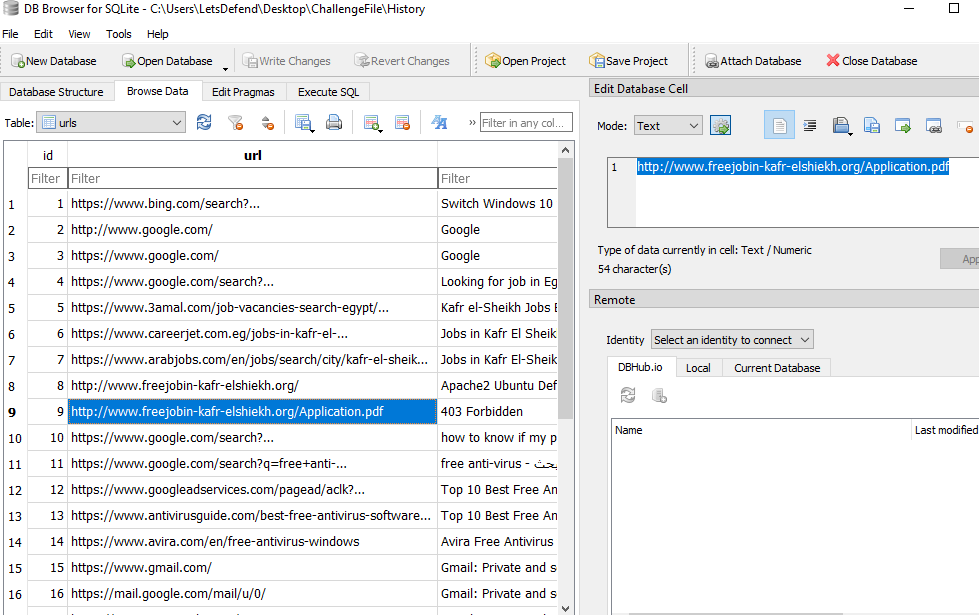 DB Browser for SQLite - C:\Users\LetsDefend\Desktop\ChallengeFile\History
File Edit View Tools Help
New Database Open Database Write Changes Revert Changes Open Project Save Project Attach Database Close Database
Database Structure Browse Data Edit Pragmas Execute SQL
Table: urls » Filter in any col...
id url
Filter Filter Filter
1 1 https://www.bing.com/search?... Switch Windows 10
2 2 http://www.google.com/ Google
3 3 https://www.google.com/ Google
4 4 https://www.google.com/search?... Looking for job in Eg
5 5 https://www.3amal.com/job-vacancies-search-egypt/... Kafr el-Sheikh Jobs E
6 6 https://www.careerjet.com.eg/jobs-in-kafr-el-... Jobs in Kafr El Sheik
7 7 https://www.arabjobs.com/en/jobs/search/city/kafr-el-sheik... Jobs in Kafr El Sheik
8 8 http://www.freejobin-kafr-elshiekh.org/ Apache2 Ubuntu Def
9 9 http://www.freejobin-kafr-elshiekh.org/Application.pdf 403 Forbidden
10 10 https://www.google.com/search?... how to know if my p
11 11 https://www.google.com/search?q=free+anti-... free anti-virus - بحث
12 12 https://www.googleadservices.com/pagead/aclk?... Top 10 Best Free An
13 13 https://www.antivirusguide.com/best-free-antivirus-software... Top 10 Best Free An
14 14 https://www.avira.com/en/free-antivirus-windows Avira Free Antivirus
15 15 https://www.gmail.com/ Gmail: Private and se
16 16 https://mail.google.com/mail/u/0/ Gmail: Private and se
Edit Database Cell
Mode: Text
1 http://www.freejobin-kafr-elshiekh.org/Application.pdf
Type of data currently in cell: Text / Numeric
54 character(s)
App
Remote
Identity Select an identity to connect
DBHub.io Local Current Database
Name Last modified